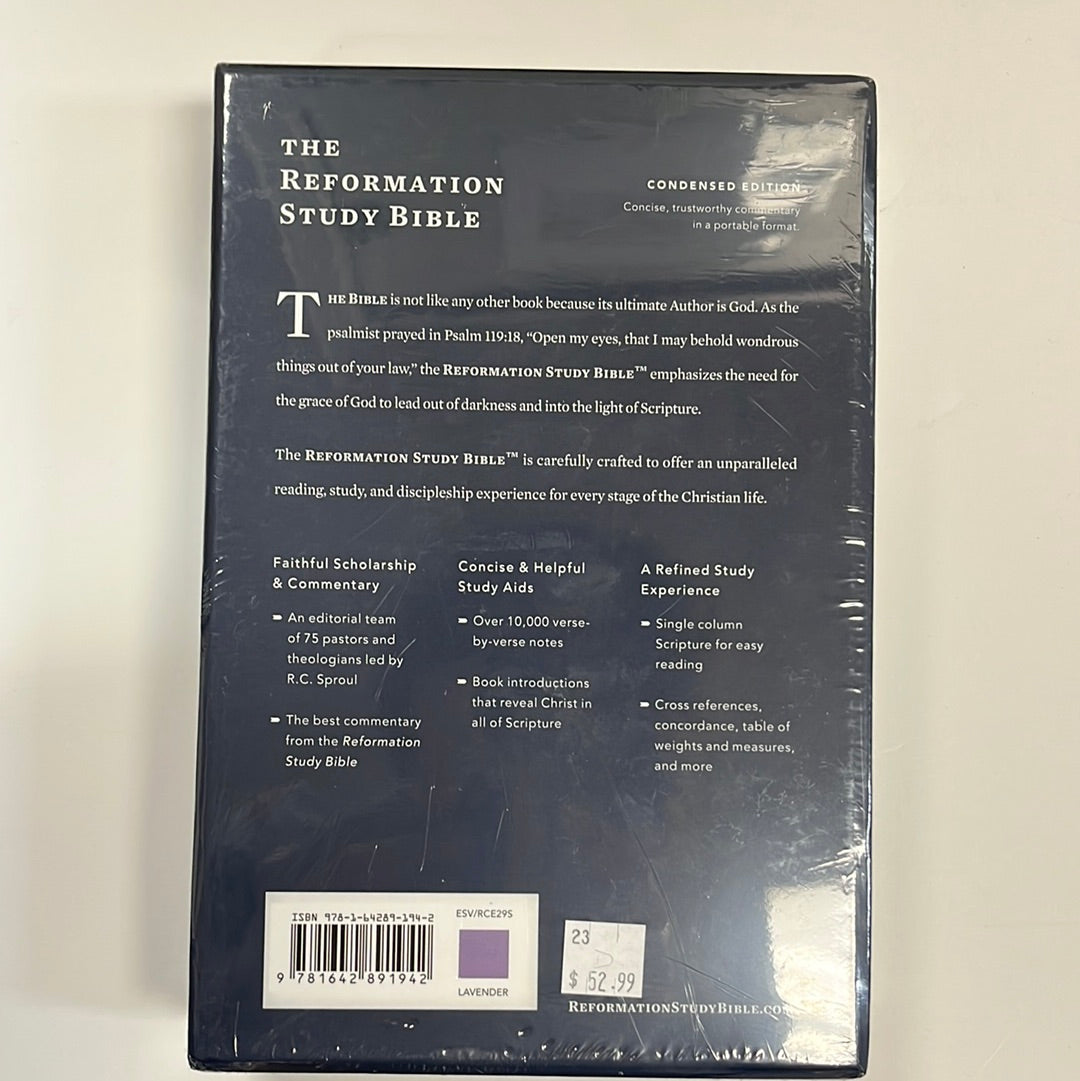 THE
REFORMATION
STUDY BIBLE
CONDENSED EDITION
Concise, trustworthy commentary
in a portable format.
THE BIBLE is not like any other book because its ultimate Author is God. As the
psalmist prayed in Psalm 119:18, “Open my eyes, that I may behold wondrous
things out of your law,” the REFORMATION STUDY BIBLE™ emphasizes the need for
the grace of God to lead out of darkness and into the light of Scripture.
The REFORMATION STUDY BIBLE™ is carefully crafted to offer an unparalleled
reading, study, and discipleship experience for every stage of the Christian life.
Faithful Scholarship
& Commentary
An editorial team
of 75 pastors and
theologians led by
R.C. Sproul
The best commentary
from the Reformation
Study Bible
Concise & Helpful
Study Aids
Over 10,000 verse-
by-verse notes
Book introductions
that reveal Christ in
all of Scripture
A Refined Study
Experience
Single column
Scripture for easy
reading
Cross references,
concordance, table of
weights and measures,
and more
ISBN 978-1-64289-194-2
9 781642 891942
ESV/RCE29S
LAVENDER
23
D
$ 52.99
REFORMATIONSTUDYBIBLE.CO